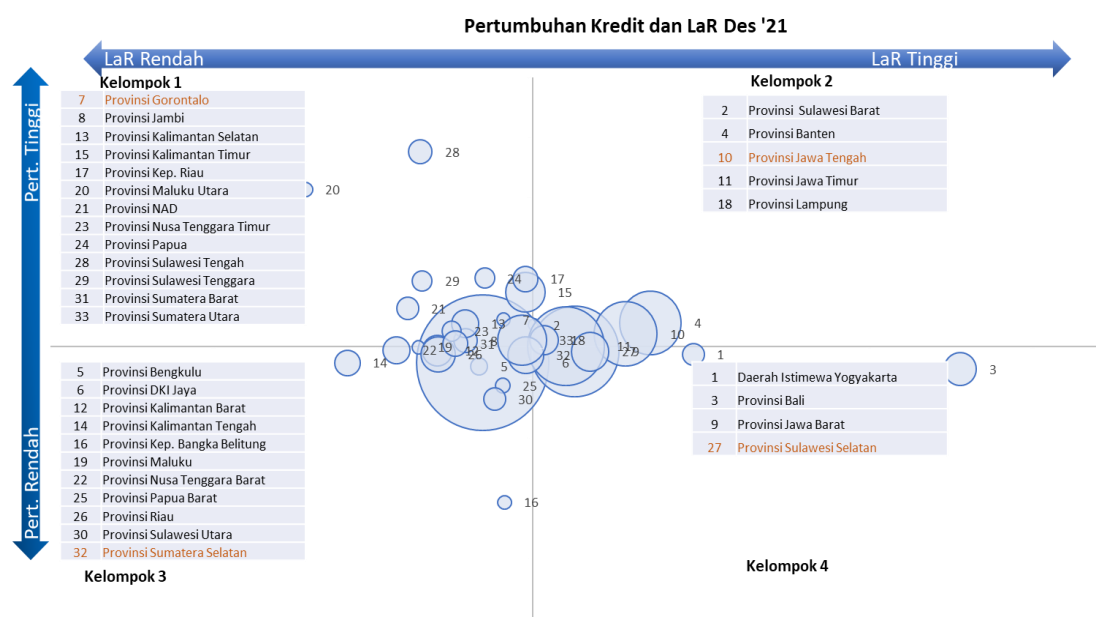 Pertumbuhan Kredit dan LaR Des '21
LaR Rendah
LaR Tinggi
Pert. Tinggi
Pert. Rendah
Kelompok 1
7 Provinsi Gorontalo
8 Provinsi Jambi
13 Provinsi Kalimantan Selatan
15 Provinsi Kalimantan Timur
17 Provinsi Kep. Riau
20 Provinsi Maluku Utara
21 Provinsi NAD
23 Provinsi Nusa Tenggara Timur
24 Provinsi Papua
28 Provinsi Sulawesi Tengah
29 Provinsi Sulawesi Tenggara
31 Provinsi Sumatera Barat
33 Provinsi Sumatera Utara
Kelompok 2
2 Provinsi Sulawesi Barat
4 Provinsi Banten
10 Provinsi Jawa Tengah
11 Provinsi Jawa Timur
18 Provinsi Lampung
28
20
29
24
17
15
21
13
7
2
4
23
8
31
33
18
11
10
22
19
26
32
27
9
1
14
5
6
3
25
30
16
5 Provinsi Bengkulu
6 Provinsi DKI Jaya
12 Provinsi Kalimantan Barat
14 Provinsi Kalimantan Tengah
16 Provinsi Kep. Bangka Belitung
19 Provinsi Maluku
22 Provinsi Nusa Tenggara Barat
25 Provinsi Papua Barat
26 Provinsi Riau
30 Provinsi Sulawesi Utara
32 Provinsi Sumatera Selatan
Kelompok 3
1 Daerah Istimewa Yogyakarta
3 Provinsi Bali
9 Provinsi Jawa Barat
27 Provinsi Sulawesi Selatan
Kelompok 4